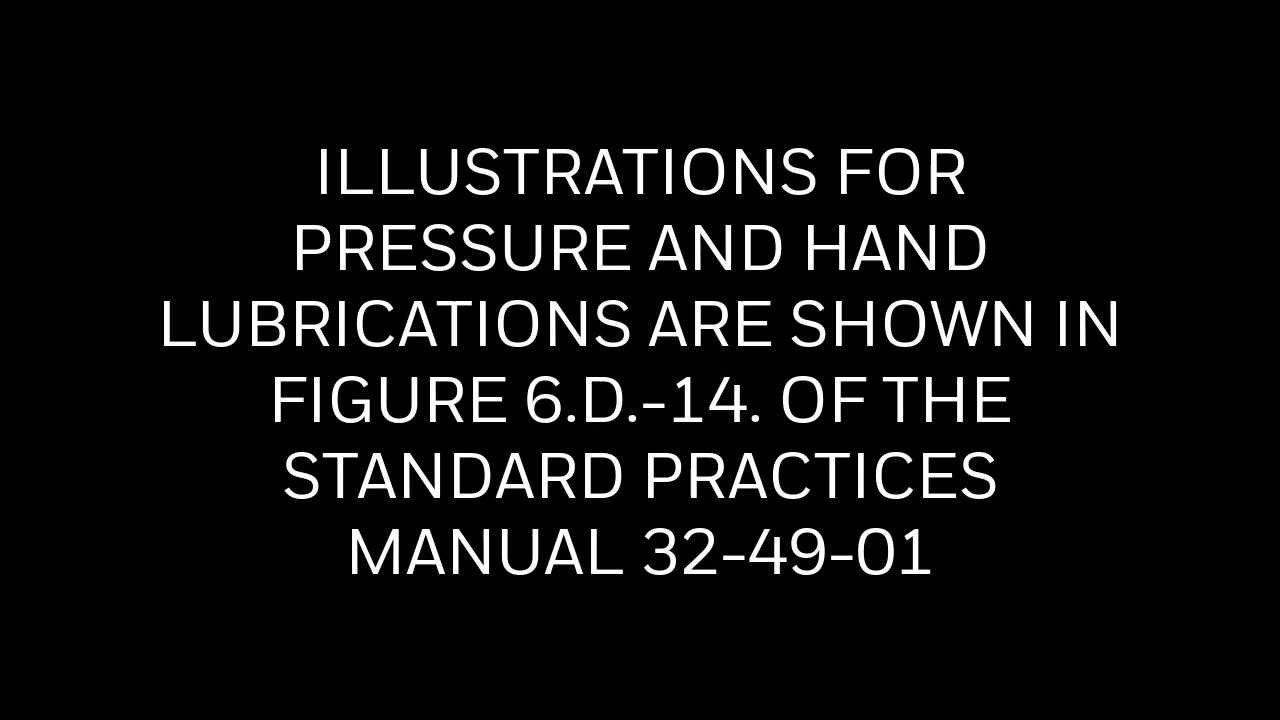 ILLUSTRATIONS FOR
PRESSURE AND HAND
LUBRICATIONS ARE SHOWN IN
FIGURE 6.D.-14. OF THE
STANDARD PRACTICES
MANUAL 32-49-01